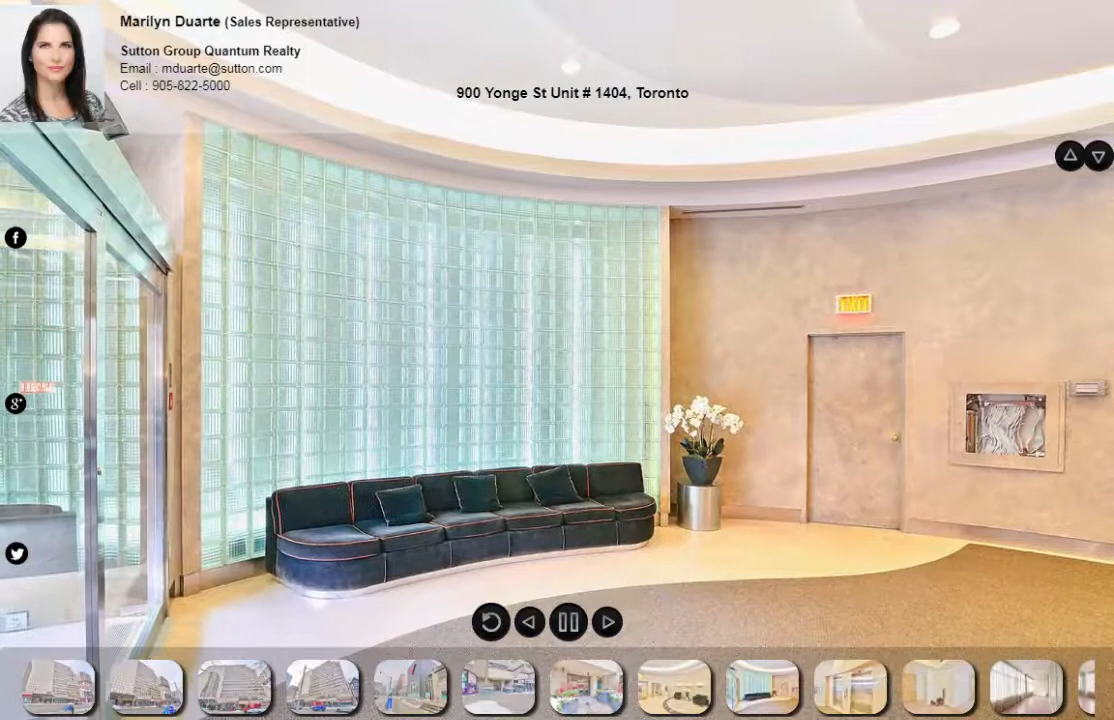 Marilyn Duarte (Sales Representative)
Sutton Group Quantum Realty
Email : mduarte@sutton.com
Cell : 905-822-5000
900 Yonge St Unit # 1404, Toronto
EXIT